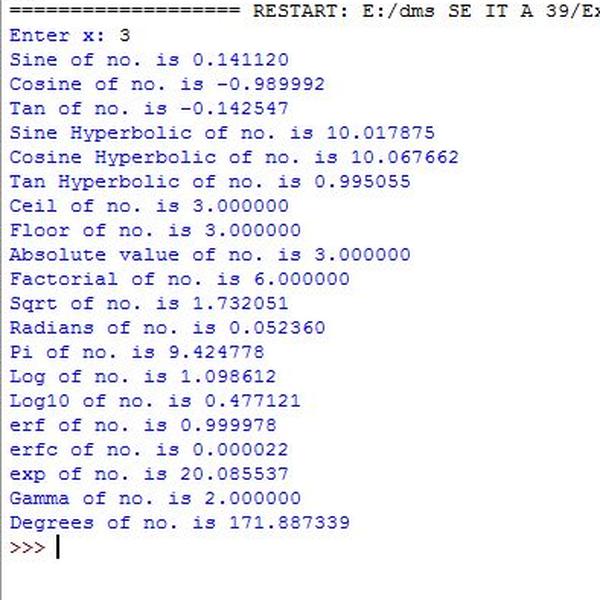 =================== RESTART: E:/dms SE IT A 39/Ex
Enter x: 3
Sine of no. is 0.141120
Cosine of no. is -0.989992
Tan of no. is -0.142547
Sine Hyperbolic of no. is 10.017875
Cosine Hyperbolic of no. is 10.067662
Tan Hyperbolic of no. is 0.995055
Ceil of no. is 3.000000
Floor of no. is 3.000000
Absolute value of no. is 3.000000
Factorial of no. is 6.000000
Sqrt of no. is 1.732051
Radians of no. is 0.052360
Pi of no. is 9.424778
Log of no. is 1.098612
Log10 of no. is 0.477121
erf of no. is 0.999978
erfc of no. is 0.000022
exp of no. is 20.085537
Gamma of no. is 2.000000
Degrees of no. is 171.887339
>>>